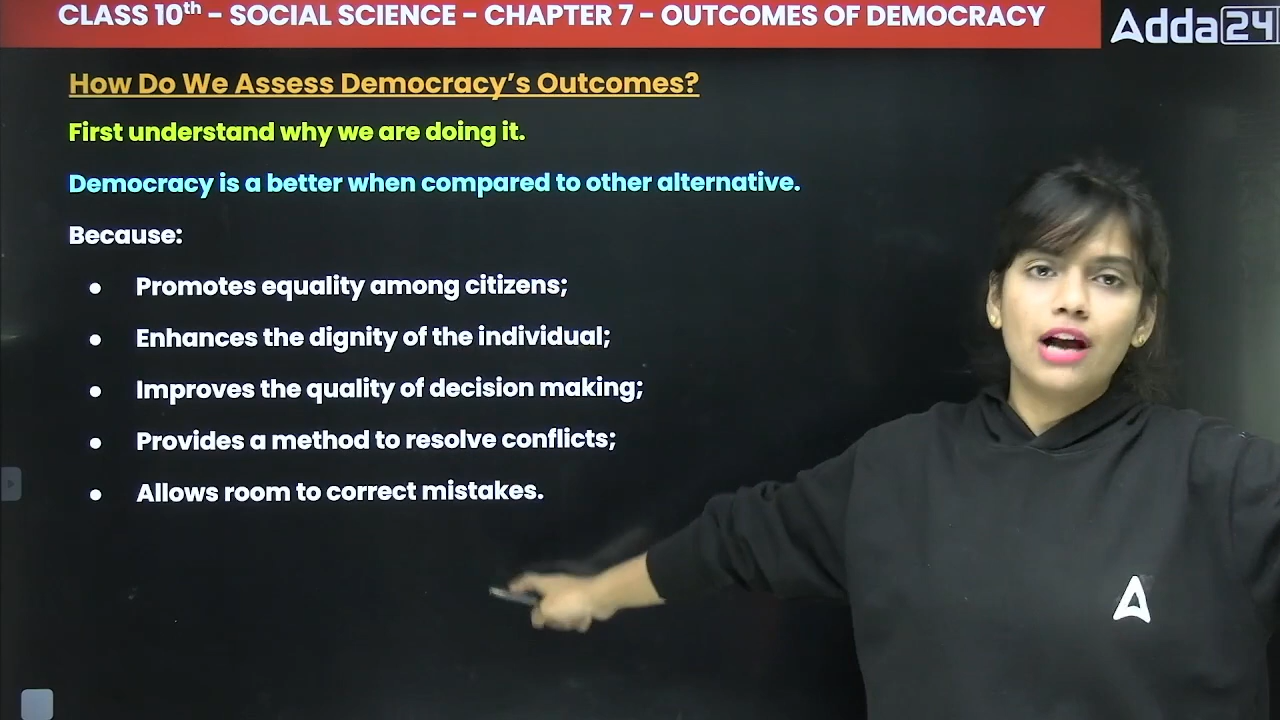 CLASS 10th - SOCIAL SCIENCE - CHAPTER 7 - OUTCOMES OF DEMOCRACY
Adda24
How Do We Assess Democracy's Outcomes?
First understand why we are doing it.
Democracy is a better when compared to other alternative.
Because:
● Promotes equality among citizens;
● Enhances the dignity of the individual;
● Improves the quality of decision making;
● Provides a method to resolve conflicts;
● Allows room to correct mistakes.
A